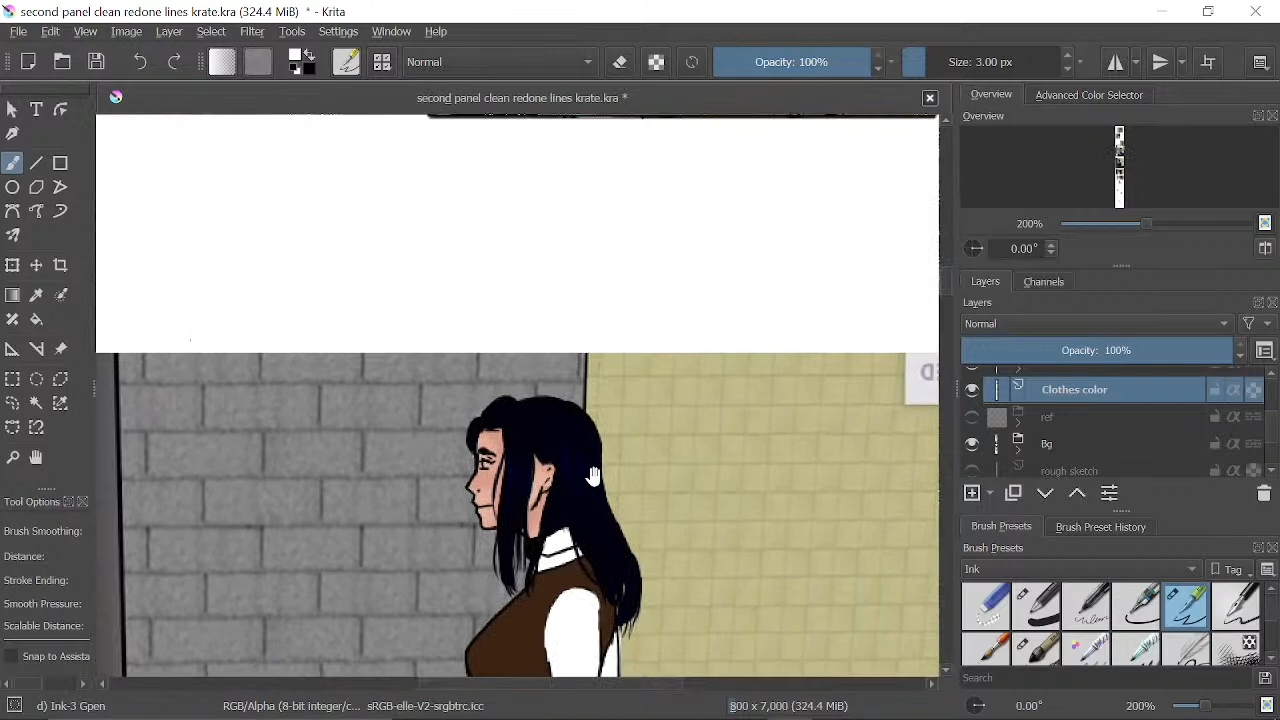 second panel clean redone lines krate.kra (324.4 MiB) * - Krita
File Edit View Image Layer Filter Tools Settings Window Help
Normal Opacity: 100% Size: 3.00 px
second panel clean redone lines krate.kra *
Overview Advanced Color Selector
Overview
200%
0.00°
Layers Channels
Layers
Normal
Opacity: 100%
ED
Clothes color
ref
Bg
rough sketch
Tool Options
Brush Smoothing:
Distance:
Stroke Ending:
Smooth Pressure:
Scalable Distance:
Snap to Assista
Brush Presets Brush Preset History
Brush Presets
Ink Tag
Search
d) Ink-3 Gpen RGB/Alpha (8-bit integer/c... sRGB-elle-V2-srgbtrc.icc 800 x 7,000 (324.4 MiB) 0.00° 200%